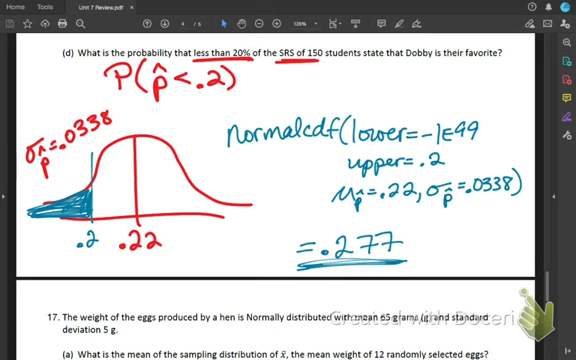 Home Tools Unit 7 Review.pdf ×
4 / 5 136%
(d) What is the probability that less than 20% of the SRS of 150 students state that Dobby is their favorite?
P(p̂ < .2)
σp̂ = .0338
normalcdf(lower = -1E99
upper = .2
μp̂ = .22, σp̂ = .0338)
.2 .22
= .277
17. The weight of the eggs produced by a hen is Normally distributed with mean 65 grams (g) and standard
deviation 5 g.
Created with Doceri
(a) What is the mean of the sampling distribution of x̄, the mean weight of 12 randomly selected eggs?